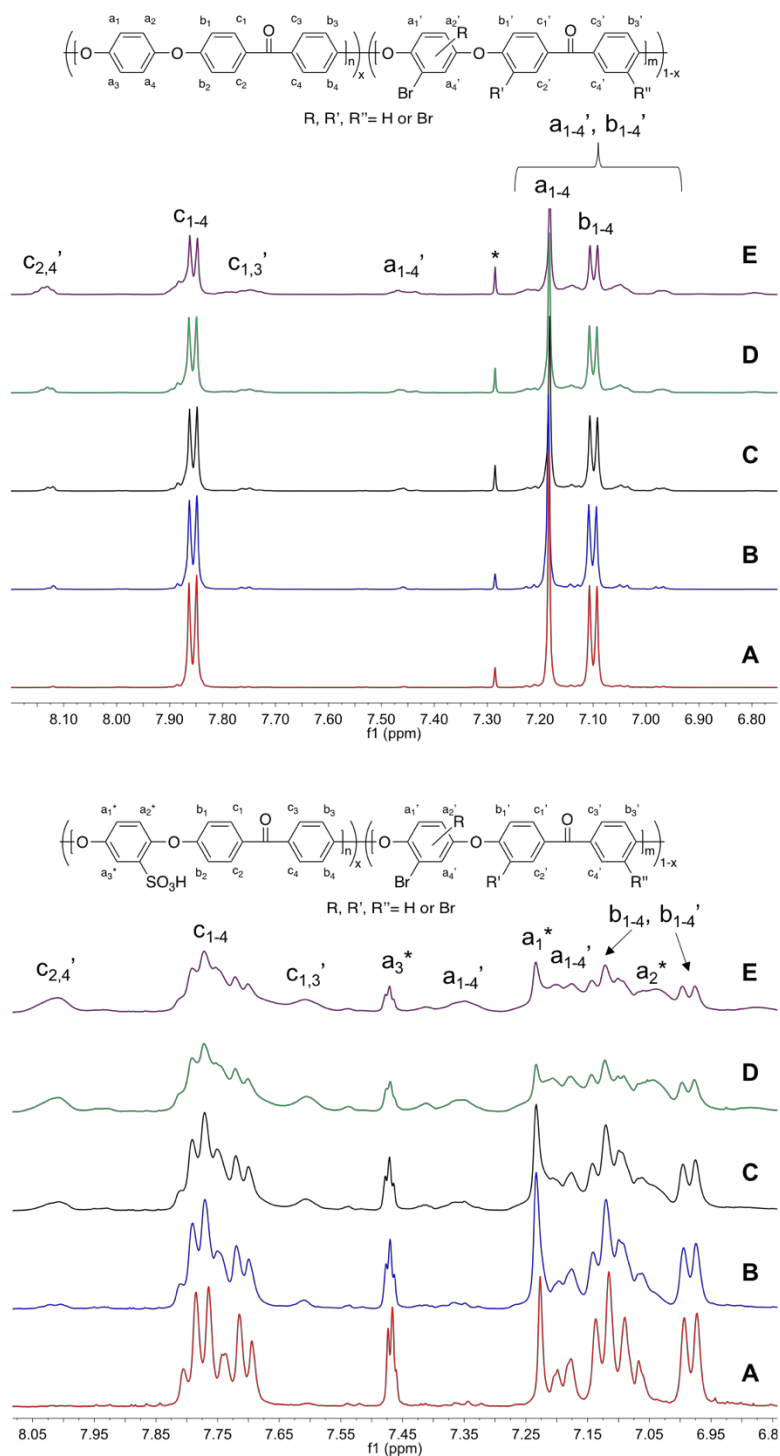 a₁ a₂ b₁ c₁ O c₃ b₃ a₁' a₂' R b₁' c₁' O c₃' b₃'
O O n x O O m 1-x
a₃ a₄ b₂ c₂ c₄ b₄ Br a₄' R' c₂' c₄' R''
R, R', R''= H or Br
a₁₋₄', b₁₋₄'
a₁₋₄
c₁₋₄ b₁₋₄
c₂,₄' c₁,₃' a₁₋₄' * E
D
C
B
A
8.10 8.00 7.90 7.80 7.70 7.60 7.50 7.40 7.30 7.20 7.10 7.00 6.90 6.80
f1 (ppm)
a₁* a₂* b₁ c₁ O c₃ b₃ a₁' a₂' R b₁' c₁' O c₃' b₃'
O O n x O O m 1-x
a₃* SO₃H b₂ c₂ c₄ b₄ Br a₄' R' c₂' c₄' R''
R, R', R''= H or Br
c₁₋₄ a₁* b₁₋₄, b₁₋₄'
c₂,₄' c₁,₃' a₃* a₁₋₄' a₁₋₄' a₂* E
D
C
B
A
8.05 7.95 7.85 7.75 7.65 7.55 7.45 7.35 7.25 7.15 7.05 6.95 6.8
f1 (ppm)